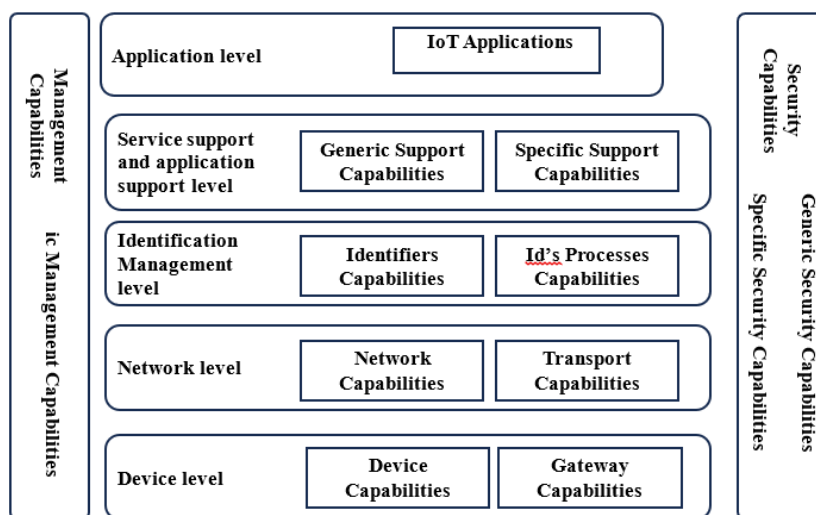 Management
Capabilities
ic Management Capabilities
Application level
IoT Applications
Service support
and application
support level
Generic Support
Capabilities
Specific Support
Capabilities
Identification
Management
level
Identifiers
Capabilities
Id's Processes
Capabilities
Network level
Network
Capabilities
Transport
Capabilities
Device level
Device
Capabilities
Gateway
Capabilities
Security
Capabilities
Generic Security Capabilities
Specific Security Capabilities